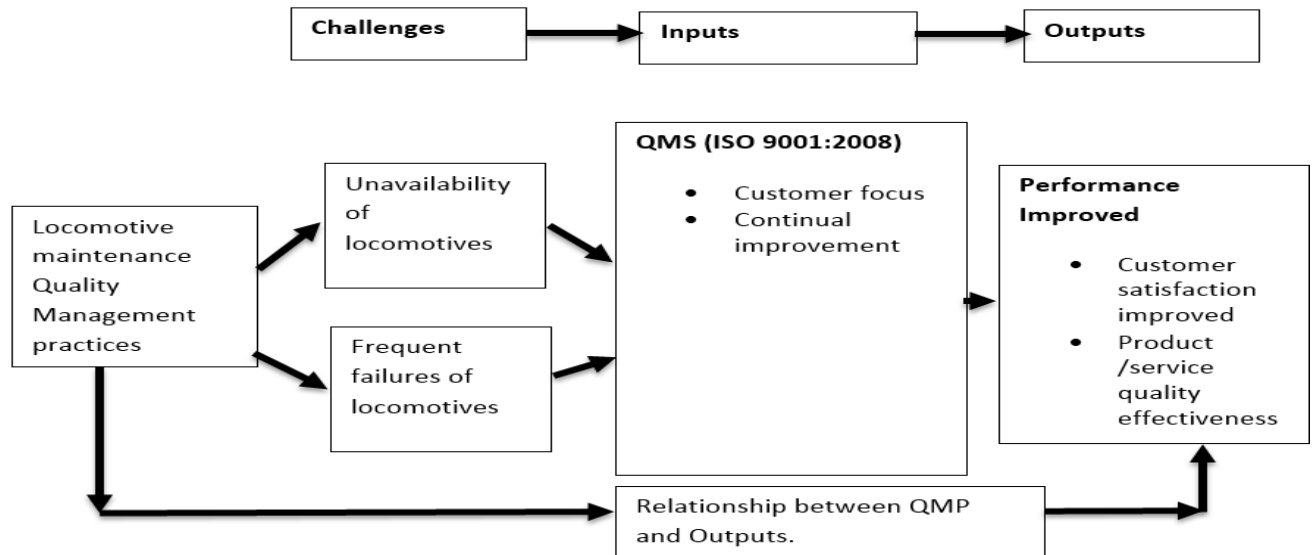 Challenges
Inputs
Outputs
QMS (ISO 9001:2008)
• Customer focus
• Continual
improvement
Unavailability
of
locomotives
Performance
Improved
• Customer
satisfaction
improved
• Product
/service
quality
effectiveness
Locomotive
maintenance
Quality
Management
practices
Frequent
failures of
locomotives
Relationship between QMP
and Outputs.